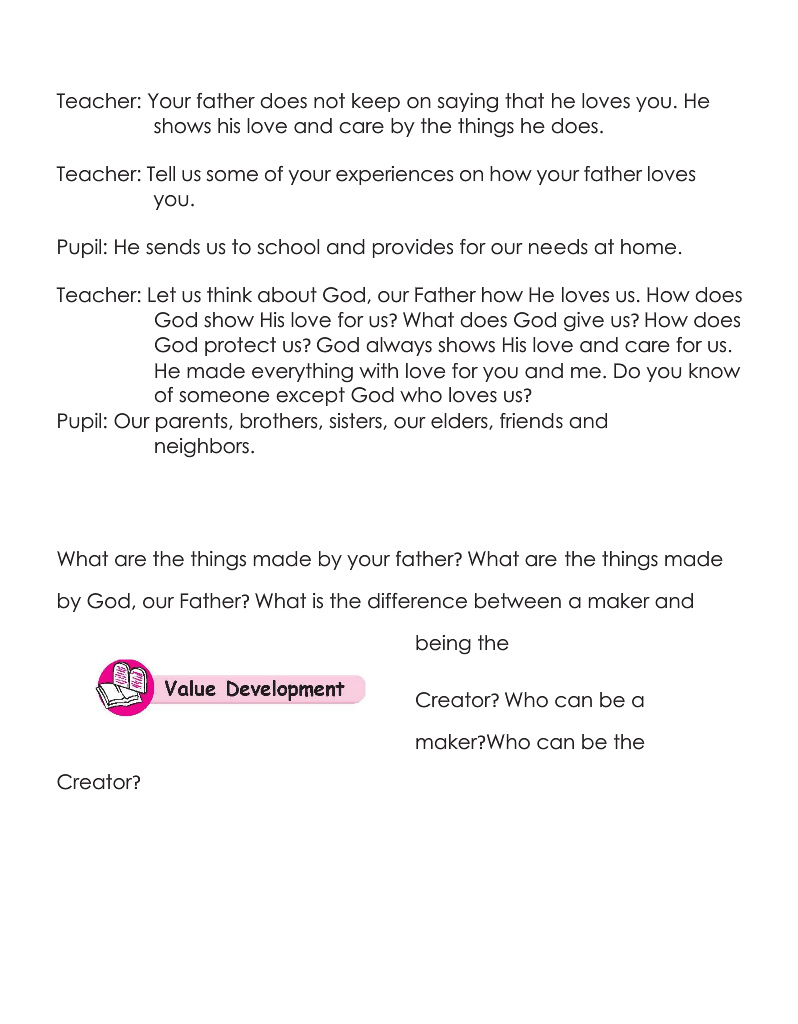 Teacher: Your father does not keep on saying that he loves you. He
shows his love and care by the things he does.
Teacher: Tell us some of your experiences on how your father loves
you.
Pupil: He sends us to school and provides for our needs at home.
Teacher: Let us think about God, our Father how He loves us. How does
God show His love for us? What does God give us? How does
God protect us? God always shows His love and care for us.
He made everything with love for you and me. Do you know
of someone except God who loves us?
Pupil: Our parents, brothers, sisters, our elders, friends and
neighbors.
What are the things made by your father? What are the things made
by God, our Father? What is the difference between a maker and
being the
Value Development
Creator? Who can be a
maker?Who can be the
Creator?